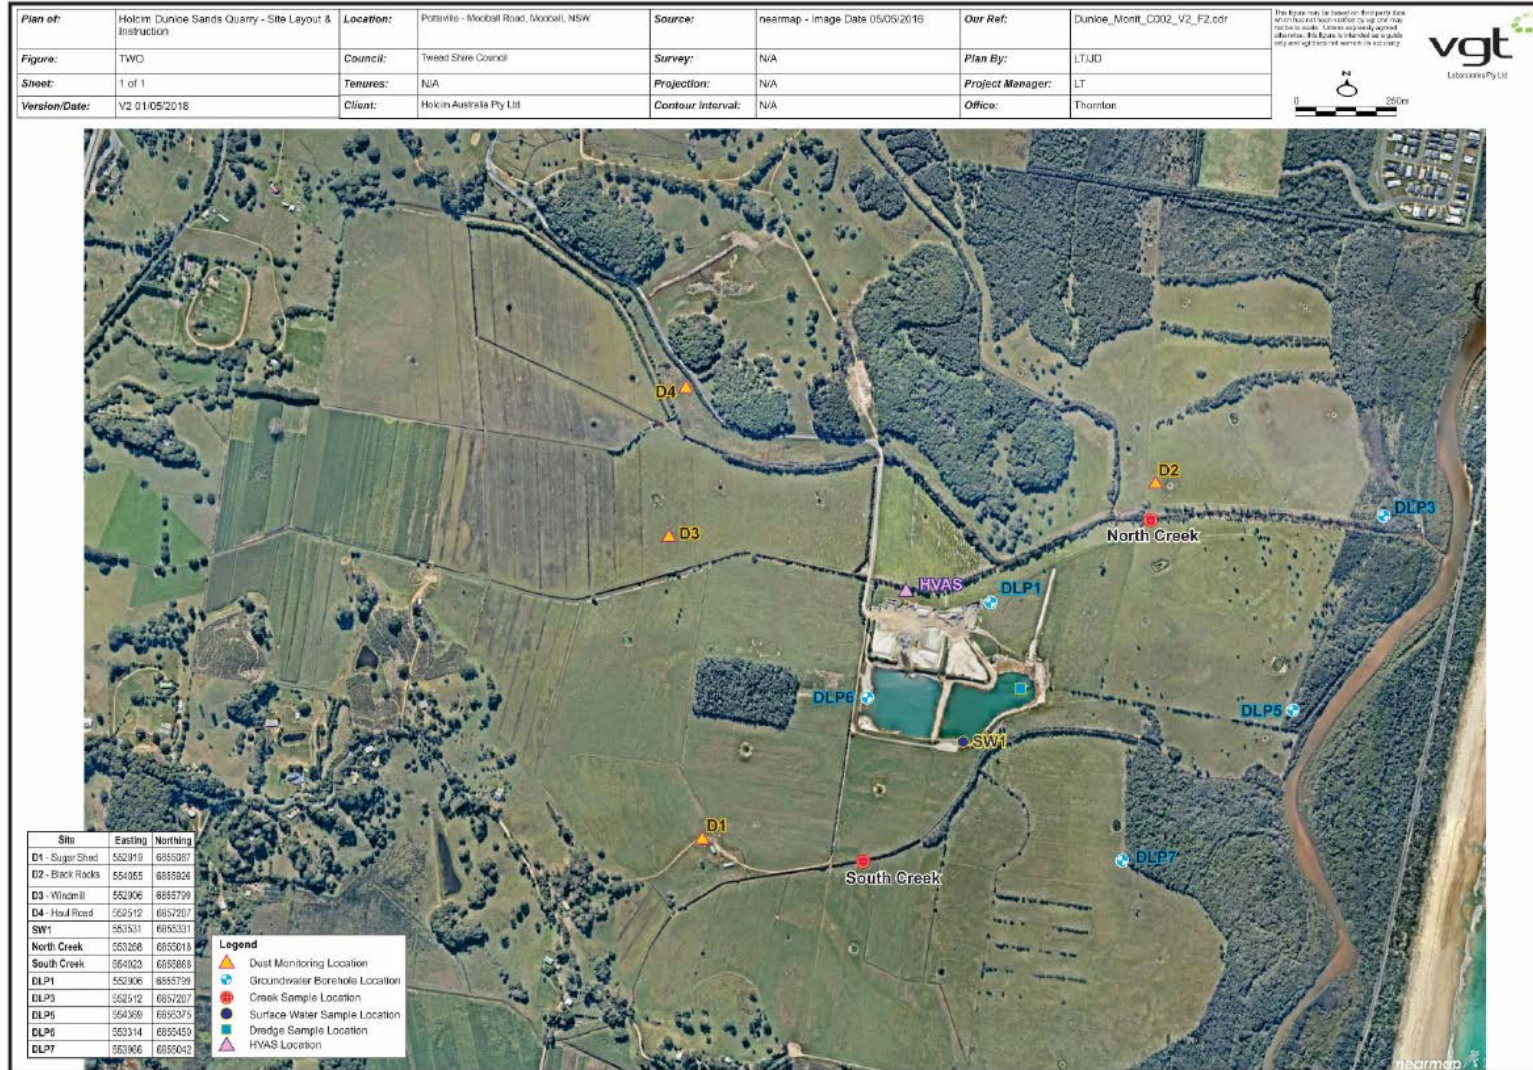 Plan of: Holcim Dunloe Sands Quarry - Site Layout &
Instruction
Location: Pottsville - Mooball Road, Mooball, NSW
Source: nearmap - Image Date 05/05/2016
Our Ref: Dunloe_Monit_C002_V2_F2.cdr
Figure: TWO
Council: Tweed Shire Council
Survey: N/A
Plan By: LT/JD
Sheet: 1 of 1
Tenures: N/A
Projection: N/A
Project Manager: LT
Version/Date: V2 01/05/2018
Client: Holcim Australia Pty Ltd
Contour Interval: N/A
Office: Thornton
vgt
Laboratories Pty Ltd
N
0 250m
D4
D2
DLP3
D3
North Creek
HVAS
DLP1
DLP6
DLP5
SW1
D1
DLP7
South Creek
Site Easting Northing
D1 - Sugar Shed 552919 6855087
D2 - Black Rocks 554055 6855926
D3 - Windmill 552906 6855799
D4 - Haul Road 552512 6857207
SW1 553531 6855331
North Creek 553268 6855018
South Creek 554023 6855868
DLP1 552906 6855799
DLP3 552512 6857207
DLP5 554369 6855375
DLP6 553314 6855450
DLP7 553966 6855042
Legend
Dust Monitoring Location
Groundwater Borehole Location
Creek Sample Location
Surface Water Sample Location
Dredge Sample Location
HVAS Location
nearmap